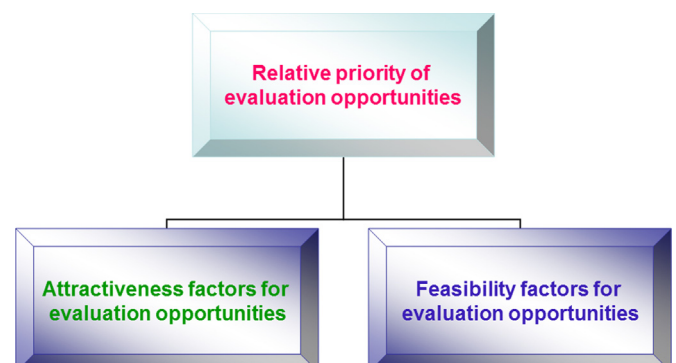 Relative priority of
evaluation opportunities
Attractiveness factors for
evaluation opportunities
Feasibility factors for
evaluation opportunities